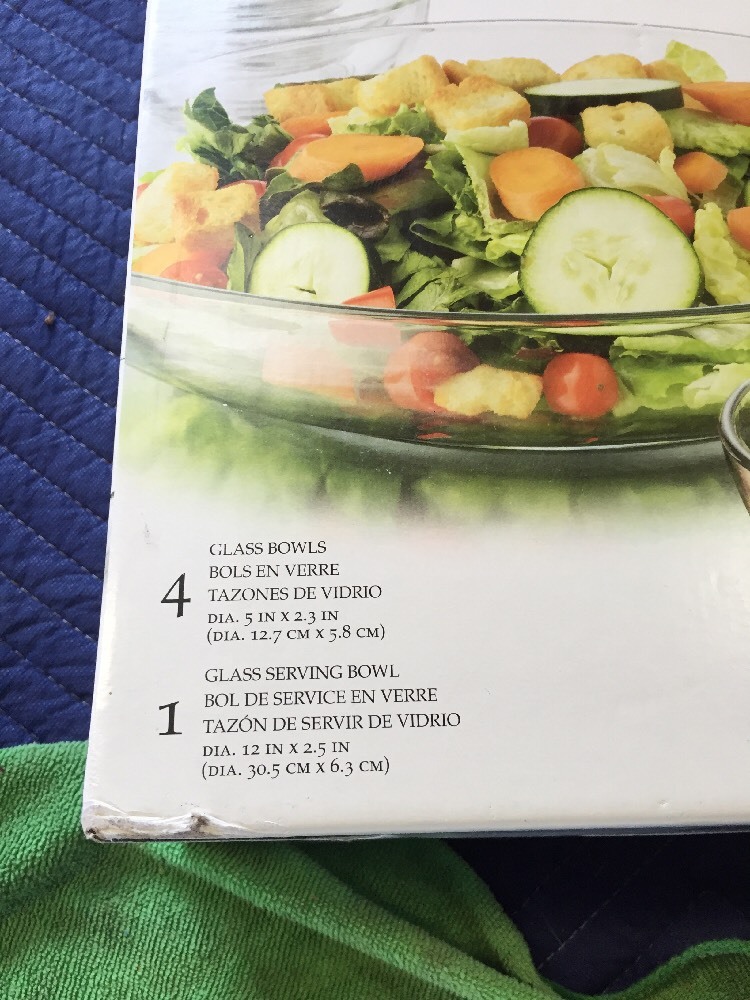 4
GLASS BOWLS
BOLS EN VERRE
TAZONES DE VIDRIO
DIA. 5 IN X 2.3 IN
(DIA. 12.7 CM X 5.8 CM)
1
GLASS SERVING BOWL
BOL DE SERVICE EN VERRE
TAZÓN DE SERVIR DE VIDRIO
DIA. 12 IN X 2.5 IN
(DIA. 30.5 CM X 6.3 CM)